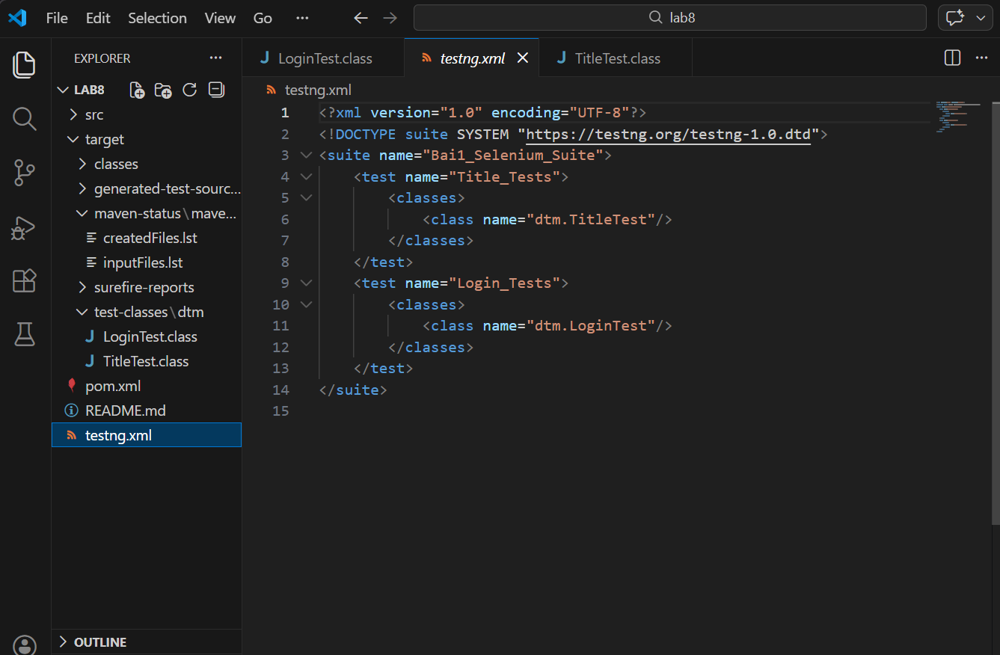 File Edit Selection View Go ··· lab8
EXPLORER ···
LAB8
src
target
classes
generated-test-sourc...
maven-status\mave...
createdFiles.lst
inputFiles.lst
surefire-reports
test-classes\dtm
LoginTest.class
TitleTest.class
pom.xml
README.md
testng.xml
OUTLINE
LoginTest.class testng.xml TitleTest.class ···
testng.xml
1 <?xml version="1.0" encoding="UTF-8"?>
2 <!DOCTYPE suite SYSTEM "https://testng.org/testng-1.0.dtd">
3 <suite name="Bai1_Selenium_Suite">
4     <test name="Title_Tests">
5         <classes>
6             <class name="dtm.TitleTest"/>
7         </classes>
8     </test>
9     <test name="Login_Tests">
10         <classes>
11             <class name="dtm.LoginTest"/>
12         </classes>
13     </test>
14 </suite>
15